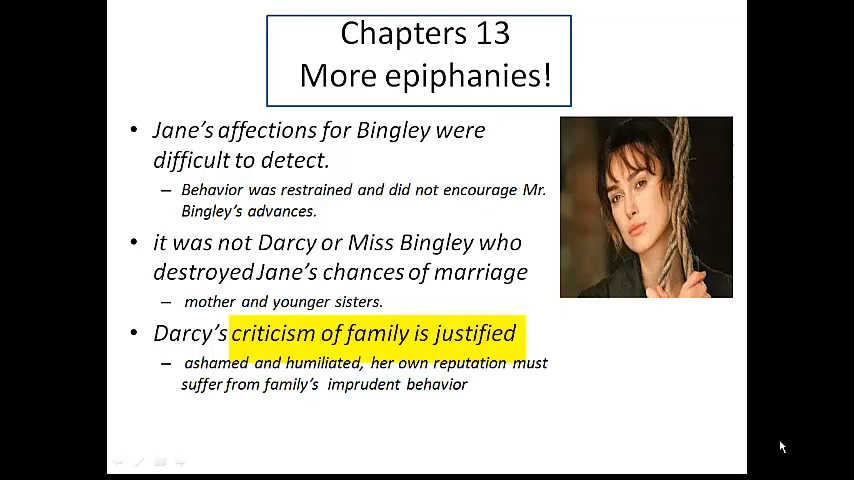 Chapters 13
More epiphanies!
• Jane's affections for Bingley were
difficult to detect.
– Behavior was restrained and did not encourage Mr.
Bingley's advances.
• it was not Darcy or Miss Bingley who
destroyed Jane's chances of marriage
– mother and younger sisters.
• Darcy's criticism of family is justified
– ashamed and humiliated, her own reputation must
suffer from family's imprudent behavior